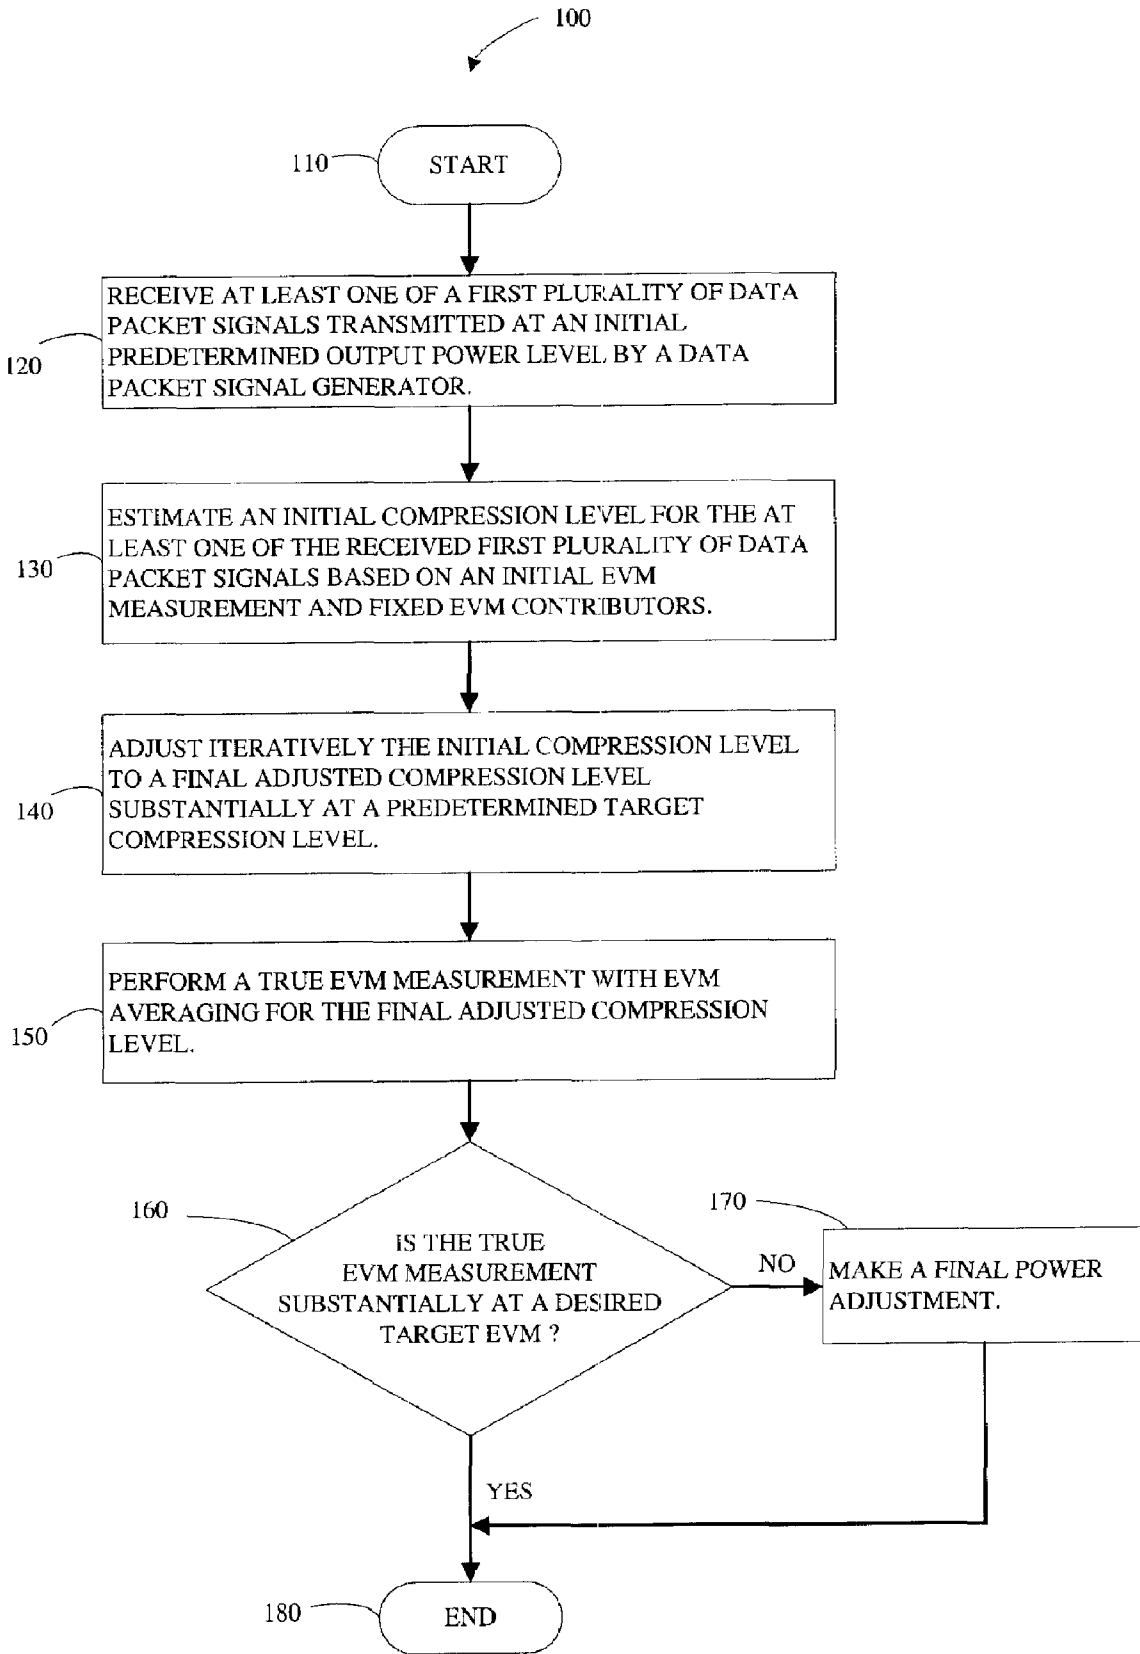 100
110
START
RECEIVE AT LEAST ONE OF A FIRST PLURALITY OF DATA
PACKET SIGNALS TRANSMITTED AT AN INITIAL
PREDETERMINED OUTPUT POWER LEVEL BY A DATA
PACKET SIGNAL GENERATOR.
120
ESTIMATE AN INITIAL COMPRESSION LEVEL FOR THE AT
LEAST ONE OF THE RECEIVED FIRST PLURALITY OF DATA
PACKET SIGNALS BASED ON AN INITIAL EVM
MEASUREMENT AND FIXED EVM CONTRIBUTORS.
130
ADJUST ITERATIVELY THE INITIAL COMPRESSION LEVEL
TO A FINAL ADJUSTED COMPRESSION LEVEL
SUBSTANTIALLY AT A PREDETERMINED TARGET
COMPRESSION LEVEL.
140
PERFORM A TRUE EVM MEASUREMENT WITH EVM
AVERAGING FOR THE FINAL ADJUSTED COMPRESSION
LEVEL.
150
160
IS THE TRUE
EVM MEASUREMENT
SUBSTANTIALLY AT A DESIRED
TARGET EVM ?
NO
170
MAKE A FINAL POWER
ADJUSTMENT.
YES
180
END